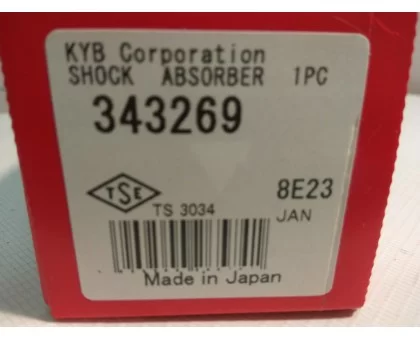 KYB Corporation
SHOCK ABSORBER 1PC
343269
TSE
8E23
TS 3034
JAN
Made in Japan